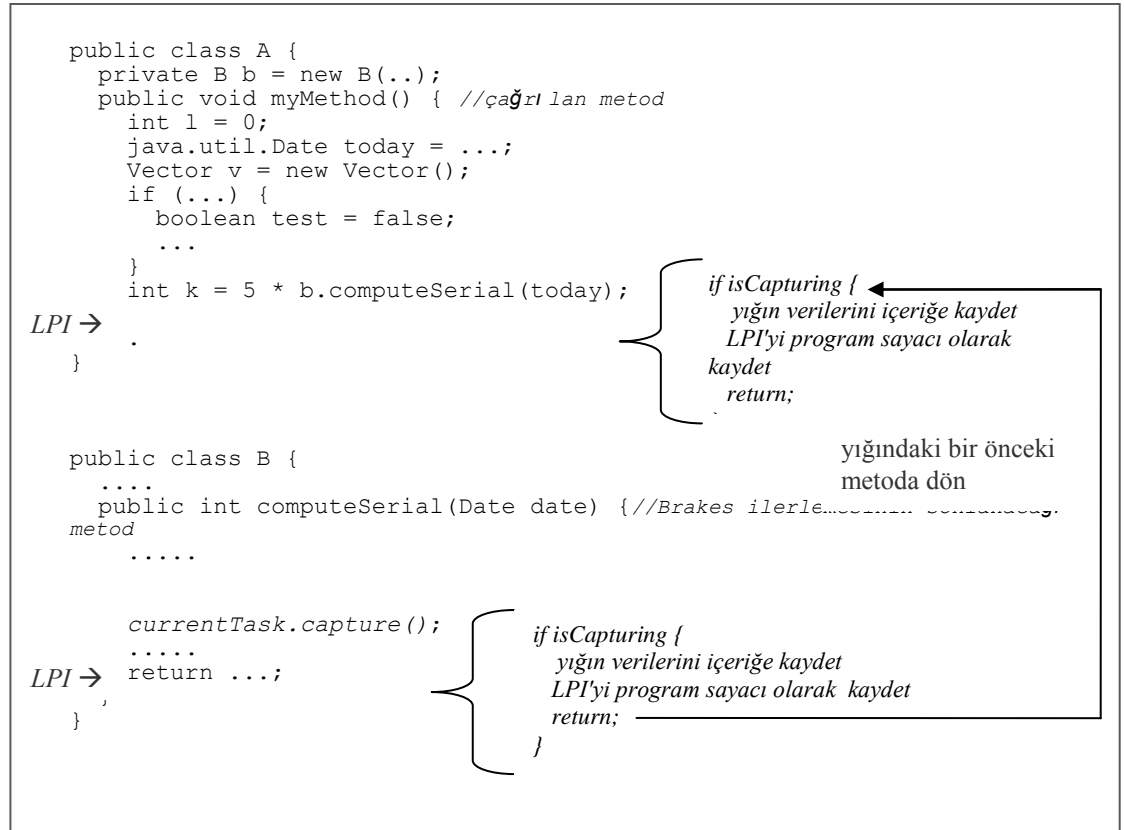 public class A {
private B b = new B(..);
public void myMethod() { //çağrılan metod
int l = 0;
java.util.Date today = ...;
Vector v = new Vector();
if (...) {
boolean test = false;
...
}
int k = 5 * b.computeSerial(today);
LPI →
.
}
if isCapturing {
yığın verilerini içeriğe kaydet
LPI'yi program sayacı olarak
kaydet
return;
yığındaki bir önceki
metoda dön
public class B {
....
public int computeSerial(Date date) {//Brakes
metod
.....
currentTask.capture();
.....
LPI → return ...;
}
if isCapturing {
yığın verilerini içeriğe kaydet
LPI'yi program sayacı olarak kaydet
return;
}